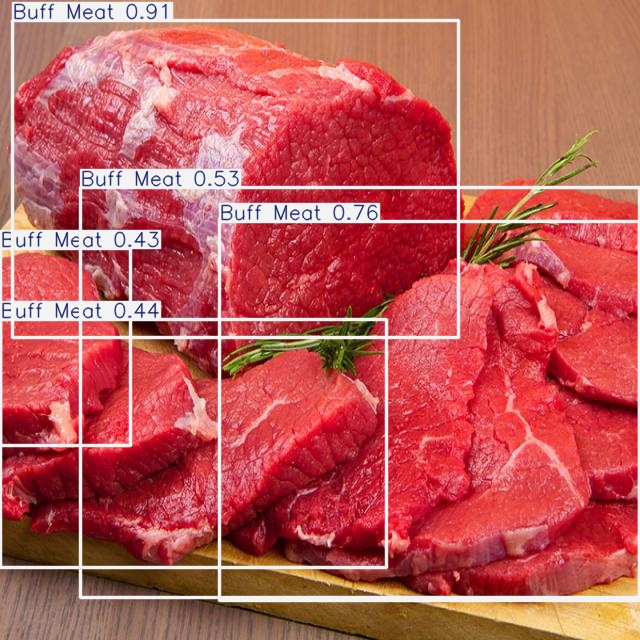 Buff Meat 0.91
Buff Meat 0.53
Buff Meat 0.76
Euff Meat 0.43
Euff Meat 0.44